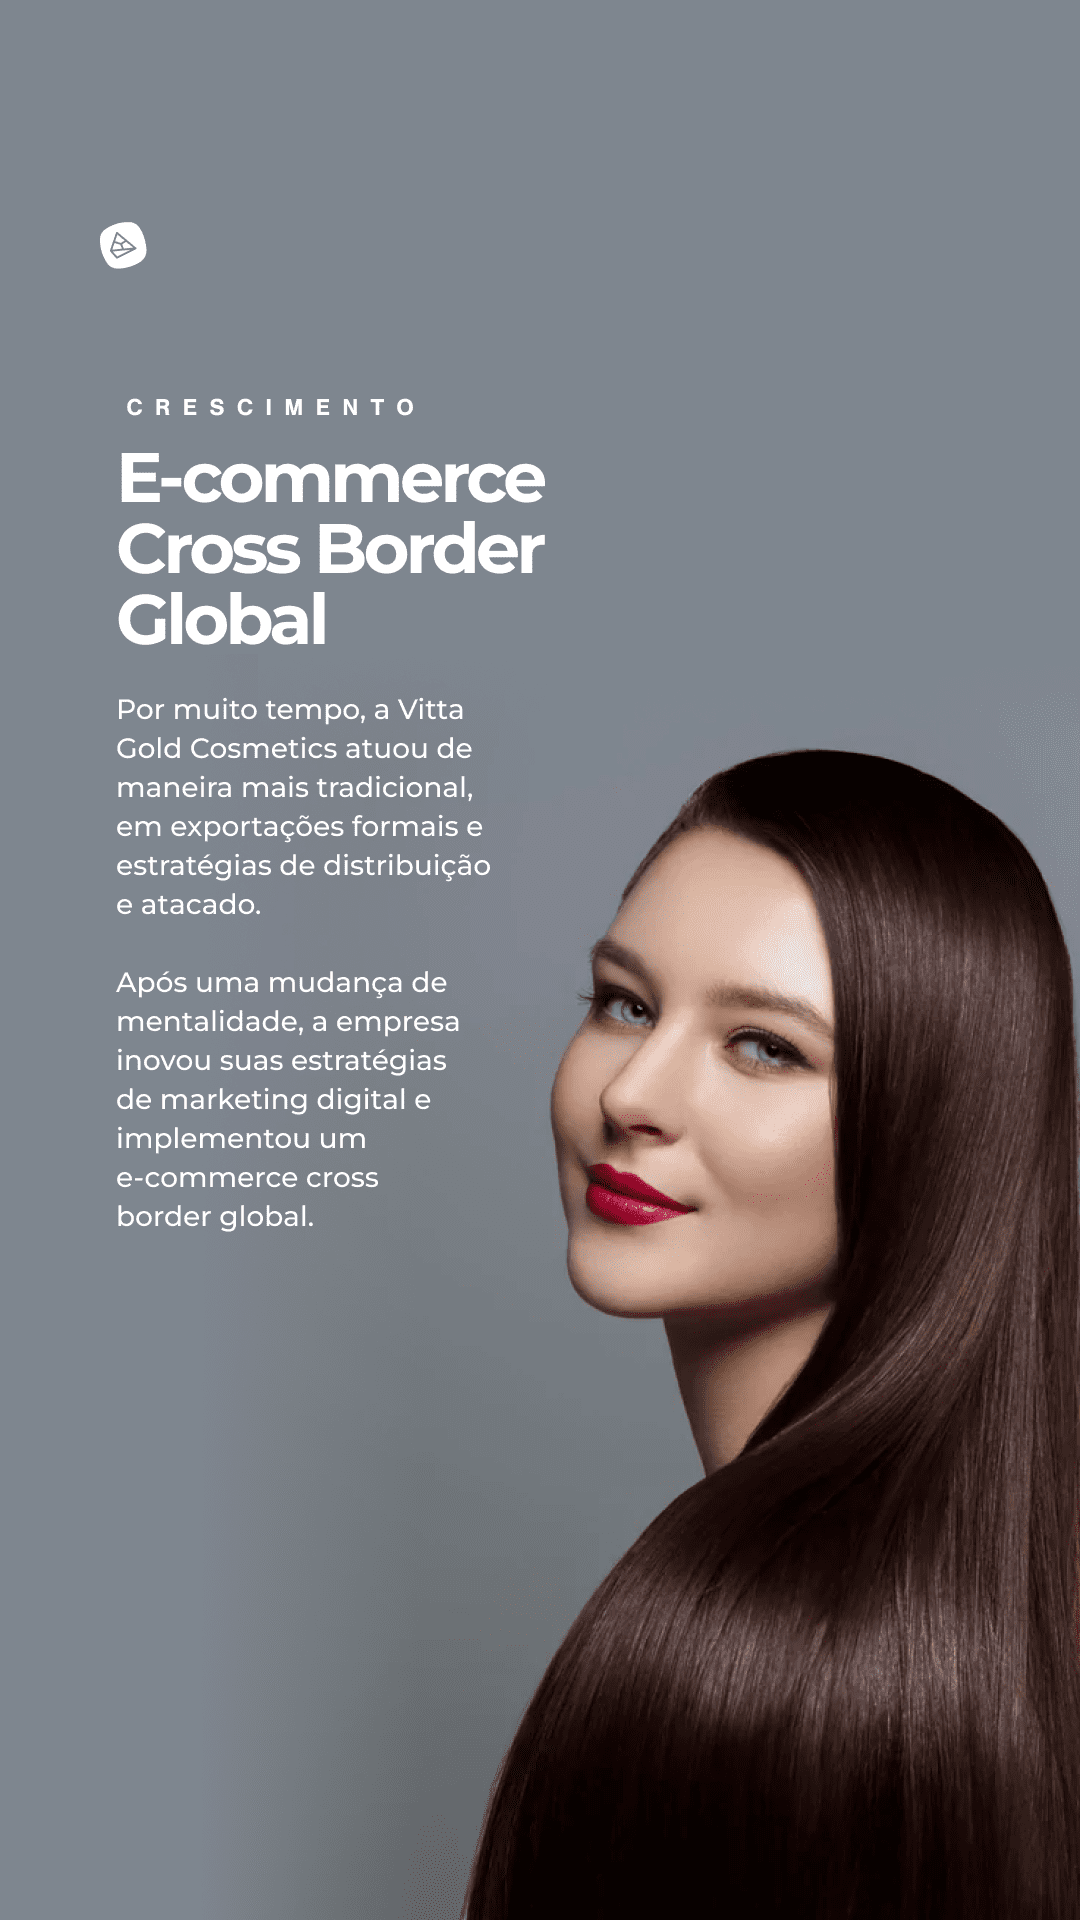 CRESCIMENTO
E-commerce
Cross Border
Global
Por muito tempo, a Vitta
Gold Cosmetics atuou de
maneira mais tradicional,
em exportações formais e
estratégias de distribuição
e atacado.
Após uma mudança de
mentalidade, a empresa
inovou suas estratégias
de marketing digital e
implementou um
e-commerce cross
border global.